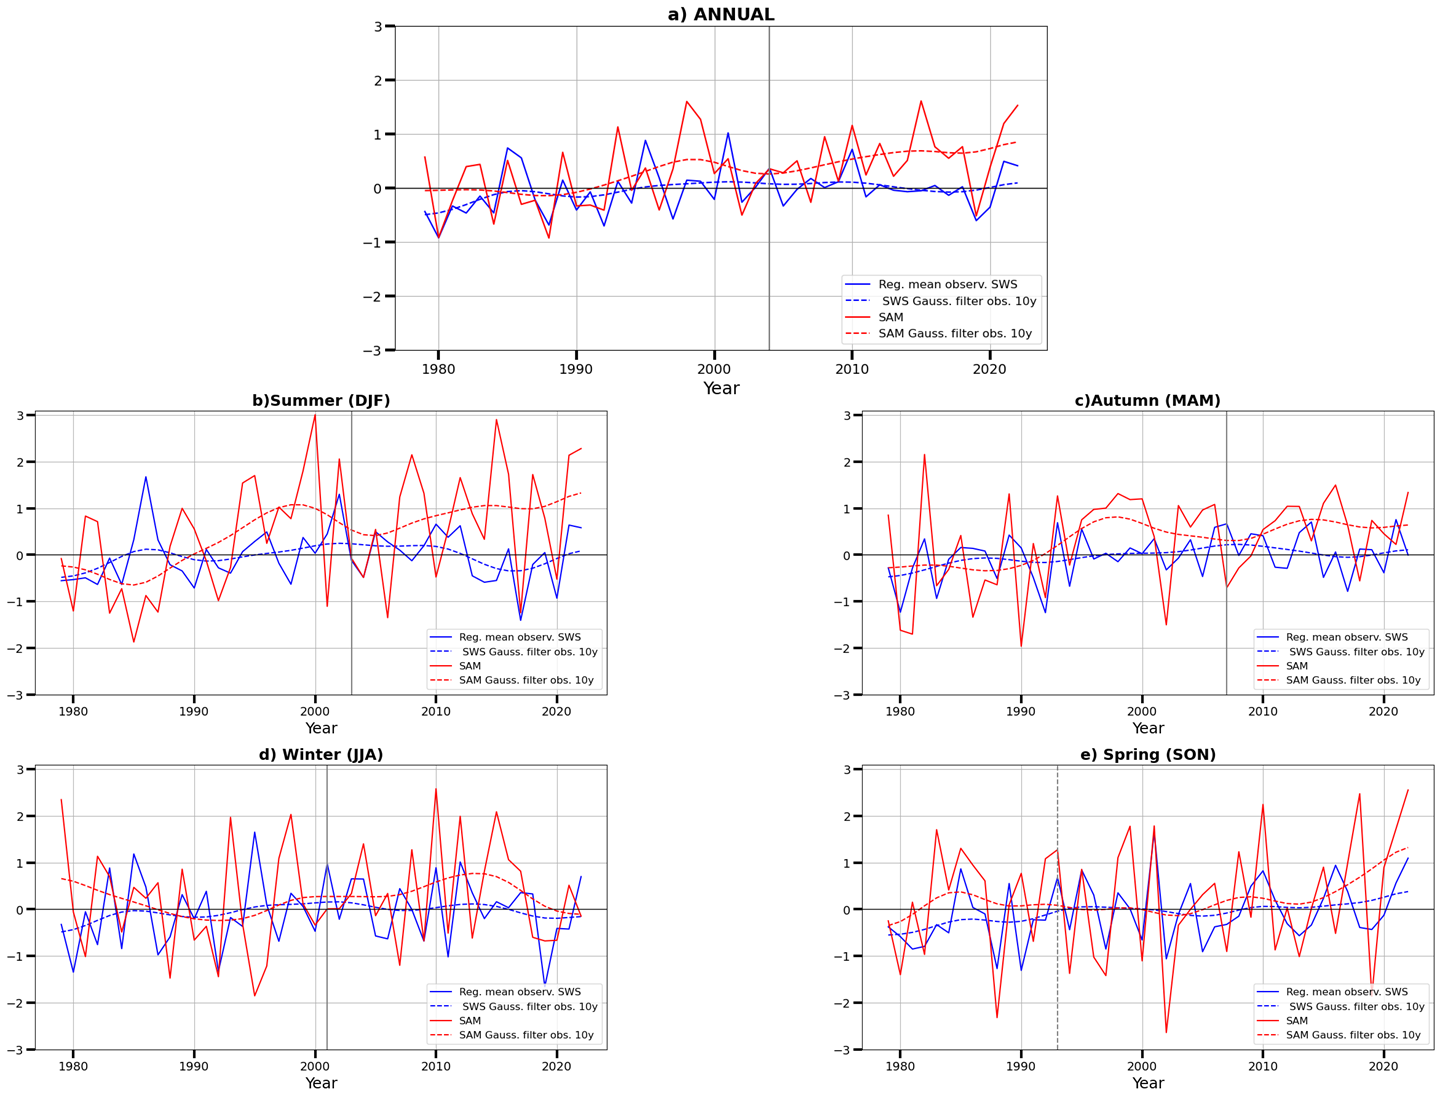 a) ANNUAL
3
2
1
0
−1
−2
−3
Reg. mean observ. SWS
SWS Gauss. filter obs. 10y
SAM
SAM Gauss. filter obs. 10y
1980 1990 2000 2010 2020
Year
b)Summer (DJF)
3
2
1
0
−1
−2
−3
Reg. mean observ. SWS
SWS Gauss. filter obs. 10y
SAM
SAM Gauss. filter obs. 10y
1980 1990 2000 2010 2020
Year
c)Autumn (MAM)
3
2
1
0
−1
−2
−3
Reg. mean observ. SWS
SWS Gauss. filter obs. 10y
SAM
SAM Gauss. filter obs. 10y
1980 1990 2000 2010 2020
Year
d) Winter (JJA)
3
2
1
0
−1
−2
−3
Reg. mean observ. SWS
SWS Gauss. filter obs. 10y
SAM
SAM Gauss. filter obs. 10y
1980 1990 2000 2010 2020
Year
e) Spring (SON)
3
2
1
0
−1
−2
−3
Reg. mean observ. SWS
SWS Gauss. filter obs. 10y
SAM
SAM Gauss. filter obs. 10y
1980 1990 2000 2010 2020
Year